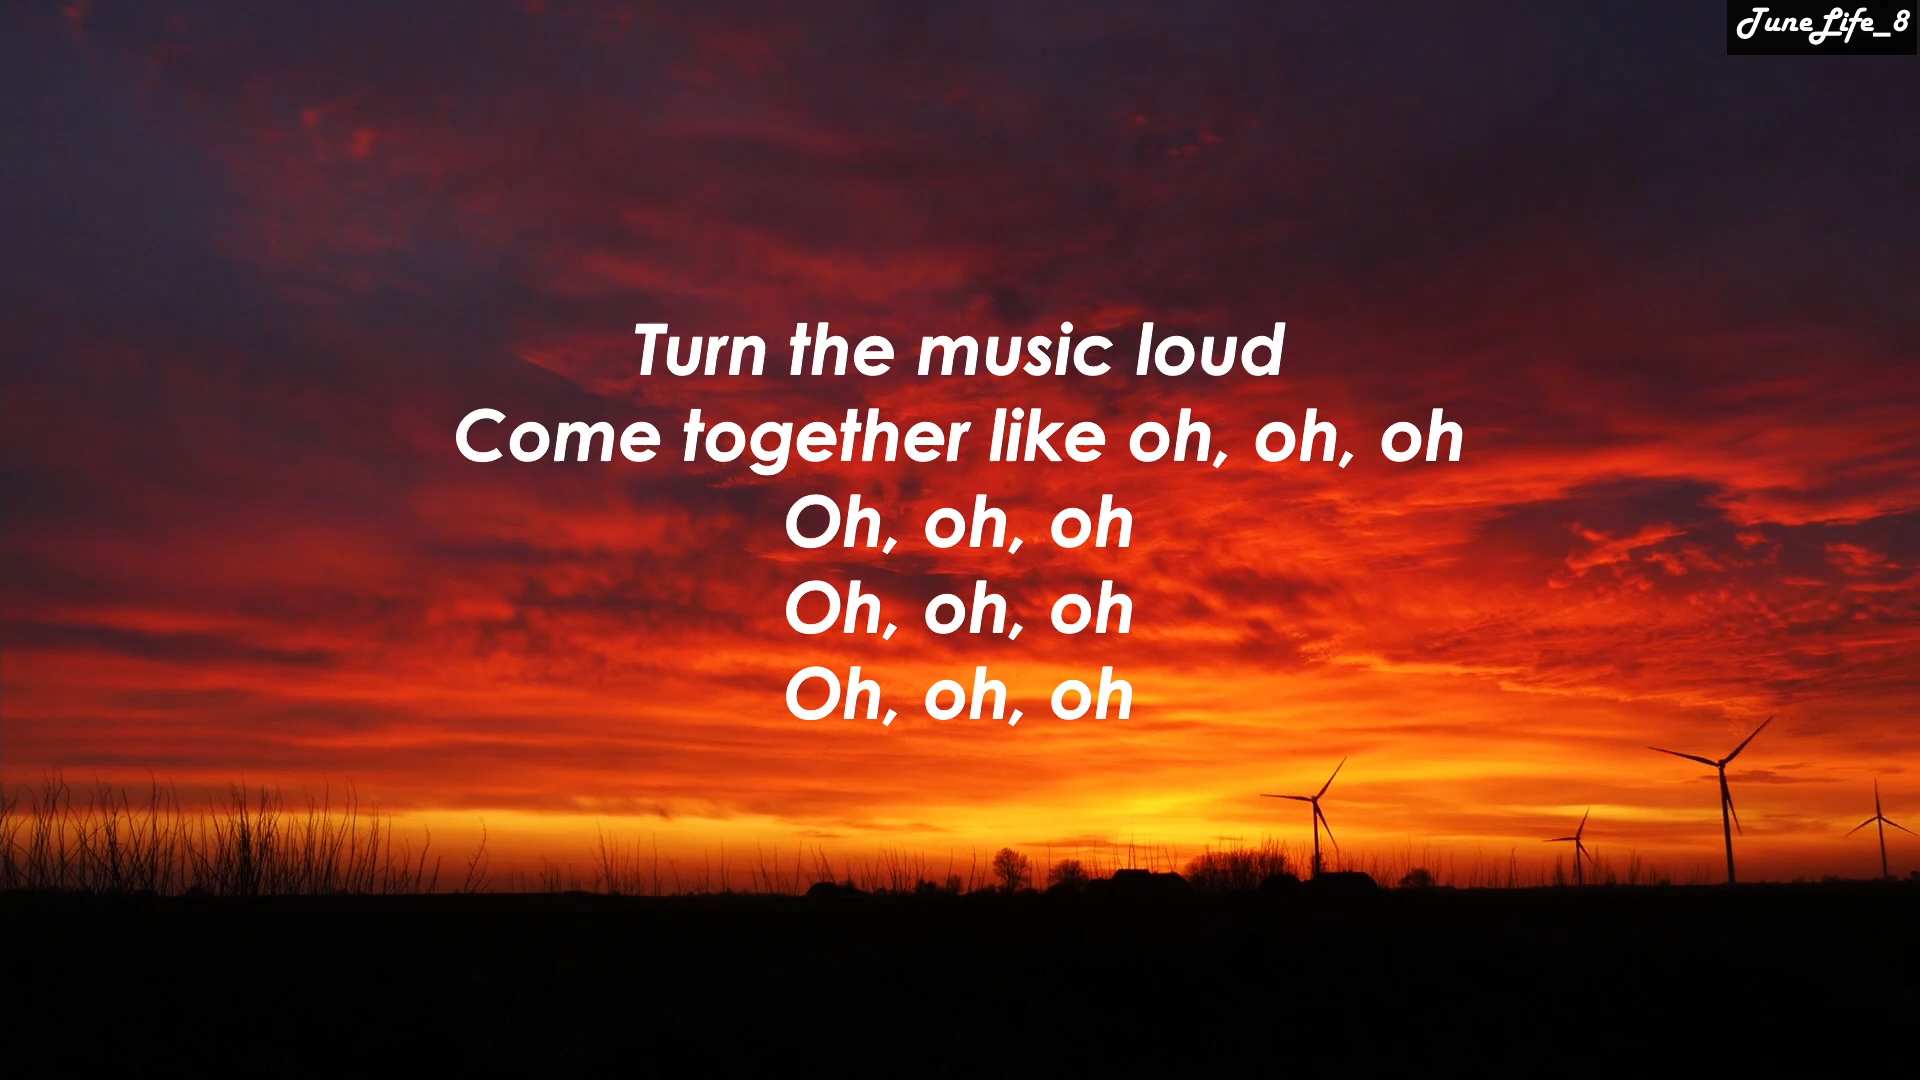 TuneLife_8
Turn the music loud
Come together like oh, oh, oh
Oh, oh, oh
Oh, oh, oh
Oh, oh, oh